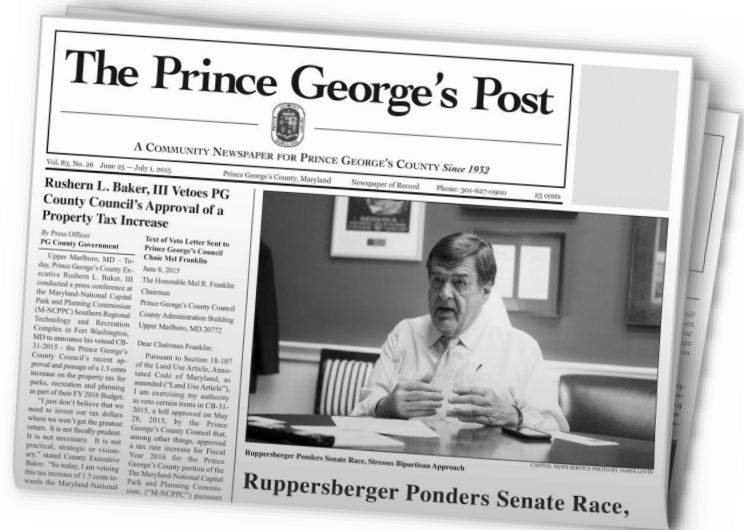 The Prince George's Post
A COMMUNITY NEWSPAPER FOR PRINCE GEORGE'S COUNTY Since 1932
Vol. 83, No. 26 June 25 — July 1, 2015 Prince George's County, Maryland Newspaper of Record Phone: 301-627-0900 25 cents
Rushern L. Baker, III Vetoes PG
County Council's Approval of a
Property Tax Increase
By Press Officer
PG County Government
Upper Marlboro, MD – To-
day, Prince George's County Ex-
ecutive Rushern L. Baker, III
conducted a press conference at
the Maryland-National Capital
Park and Planning Commission
(M-NCPPC) Southern Regional
Technology and Recreation
Complex in Fort Washington,
MD to announce his vetoed CB-
31-2015 - the Prince George's
County Council's recent ap-
proval and passage of a 1.5 cents
increase on the property tax for
parks, recreation and planning
as part of their FY 2016 Budget.
"I just don't believe that we
need to invest our tax dollars
where we won't get the greatest
return. It is not fiscally prudent.
It is not necessary. It is not
practical, strategic or vision-
ary," stated County Executive
Baker. "So today, I am vetoing
this tax increase of 1.5 cents to-
wards the Maryland-National
Text of Veto Letter Sent to
Prince George's Council
Chaie Mel Franklin
June 8, 2015
The Honorable Mel R. Franklin
Chairman
Prince George's County Council
County Administration Building
Upper Marlboro, MD 20772
Dear Chairman Franklin:
Pursuant to Section 18-107
of the Land Use Article, Anno-
tated Code of Maryland, as
amended ("Land Use Article"),
I am exercising my authority
to veto certain items in CB-31-
2015, a bill approved on May
28, 2015, by the Prince
George's County Council that,
among other things, approved
a tax rate increase for Fiscal
Year 2016 for the Prince
George's County portion of the
The Maryland-National Capital
Park and Planning Commis-
sion, ("M-NCPPC") pursuant
CAPITAL NEWS SERVICE PHOTO BY JAMES LEVIN
Ruppersberger Ponders Senate Race, Stresses Bipartisan Approach
Ruppersberger Ponders Senate Race,